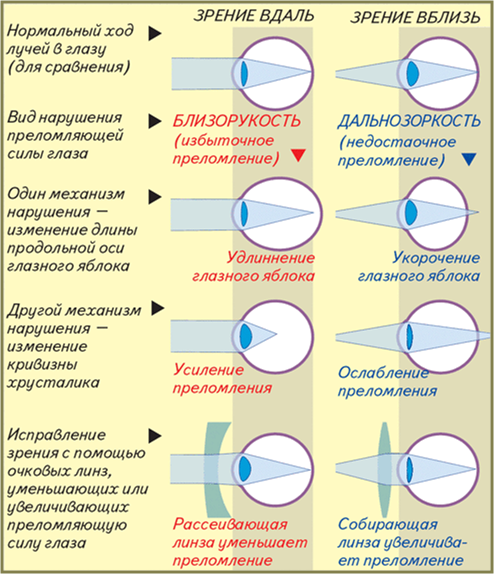 ЗРЕНИЕ ВДАЛЬ
ЗРЕНИЕ ВБЛИЗЬ
Нормальный ход
лучей в глазу
(для сравнения)
Вид нарушения
преломляющей
силы глаза
БЛИЗОРУКОСТЬ
(избыточное
преломление)
ДАЛЬНОЗОРКОСТЬ
(недостаочное
преломление)
Один механизм
нарушения —
изменение длины
продольной оси
глазного яблока
Удлиннение
глазного яблока
Укорочение
глазного яблока
Другой механизм
нарушения —
изменение
кривизны
хрусталика
Усиление
преломления
Ослабление
преломления
Исправление
зрения с помощью
очковых линз,
уменьшающих или
увеличивающих
преломляющую
силу глаза
Рассеивающая
линза уменьшает
преломление
Собирающая
линза увеличива-
ет преломление